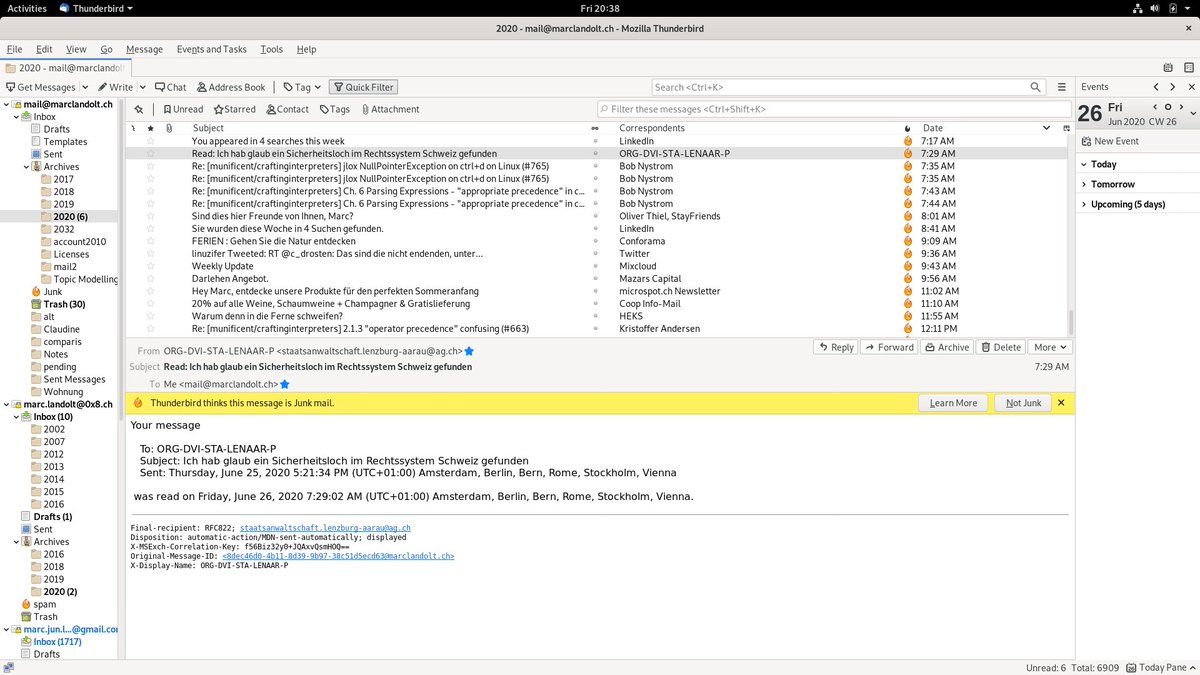 Activities Thunderbird Fri 20:38
2020 - mail@marclandolt.ch - Mozilla Thunderbird
File Edit View Go Message Events and Tasks Tools Help
2020 - mail@marclandolt
Get Messages Write Chat Address Book Tag Quick Filter Search <Ctrl+K>
Unread Starred Contact Tags Attachment Filter these messages <Ctrl+Shift+K>
Subject Correspondents Date
You appeared in 4 searches this week LinkedIn 7:17 AM
Read: Ich hab glaub ein Sicherheitsloch im Rechtssystem Schweiz gefunden ORG-DVI-STA-LENAAR-P 7:29 AM
Re: [munificent/craftinginterpreters] jlox NullPointerException on ctrl+d on Linux (#765) Bob Nystrom 7:35 AM
Re: [munificent/craftinginterpreters] jlox NullPointerException on ctrl+d on Linux (#765) Bob Nystrom 7:35 AM
Re: [munificent/craftinginterpreters] Ch. 6 Parsing Expressions - "appropriate precedence" in c... Bob Nystrom 7:43 AM
Re: [munificent/craftinginterpreters] Ch. 6 Parsing Expressions - "appropriate precedence" in c... Bob Nystrom 7:44 AM
Sind dies hier Freunde von Ihnen, Marc? Oliver Thiel, StayFriends 8:01 AM
Sie wurden diese Woche in 4 Suchen gefunden. LinkedIn 8:41 AM
FERIEN : Gehen Sie die Natur entdecken Conforama 9:09 AM
linuzifer Tweeted: RT @c_drosten: Das sind die nicht endenden, unter... Twitter 9:36 AM
Weekly Update Mixcloud 9:43 AM
Darlehen Angebot. Mazars Capital 9:56 AM
Hey Marc, entdecke unsere Produkte für den perfekten Sommeranfang microspot.ch Newsletter 11:02 AM
20% auf alle Weine, Schaumweine + Champagner & Gratislieferung Coop Info-Mail 11:10 AM
Warum denn in die Ferne schweifen? HEKS 11:55 AM
Re: [munificent/craftinginterpreters] 2.1.3 "operator precedence" confusing (#663) Kristoffer Andersen 12:11 PM
mail@marclandolt.ch
Inbox
Drafts
Templates
Sent
Archives
2017
2018
2019
2020 (6)
2032
account2010
Licenses
mail2
Topic Modelling
Junk
Trash (30)
alt
Claudine
comparis
Notes
pending
Sent Messages
Wohnung
marc.landolt@0x8.ch
Inbox (10)
2002
2007
2012
2013
2014
2015
2016
Drafts (1)
Sent
Archives
2016
2018
2019
2020 (2)
spam
Trash
marc.jun.l...@gmail.co
Inbox (1717)
Drafts
From ORG-DVI-STA-LENAAR-P <staatsanwaltschaft.lenzburg-aarau@ag.ch> Reply Forward Archive Delete More
Subject Read: Ich hab glaub ein Sicherheitsloch im Rechtssystem Schweiz gefunden 7:29 AM
To Me <mail@marclandolt.ch>
Thunderbird thinks this message is Junk mail. Learn More Not Junk
Your message
To: ORG-DVI-STA-LENAAR-P
Subject: Ich hab glaub ein Sicherheitsloch im Rechtssystem Schweiz gefunden
Sent: Thursday, June 25, 2020 5:21:34 PM (UTC+01:00) Amsterdam, Berlin, Bern, Rome, Stockholm, Vienna
was read on Friday, June 26, 2020 7:29:02 AM (UTC+01:00) Amsterdam, Berlin, Bern, Rome, Stockholm, Vienna.
Final-recipient: RFC822; staatsanwaltschaft.lenzburg-aarau@ag.ch
Disposition: automatic-action/MDN-sent-automatically; displayed
X-MSExch-Correlation-Key: f56Biz32y0+JQAxvQsmHOQ==
Original-Message-ID: <8dec46d0-4b11-8d39-9b97-38c51d5ecd63@marclandolt.ch>
X-Display-Name: ORG-DVI-STA-LENAAR-P
Events
26 Fri
Jun 2020 CW 26
New Event
Today
Tomorrow
Upcoming (5 days)
Unread: 6 Total: 6909 Today Pane